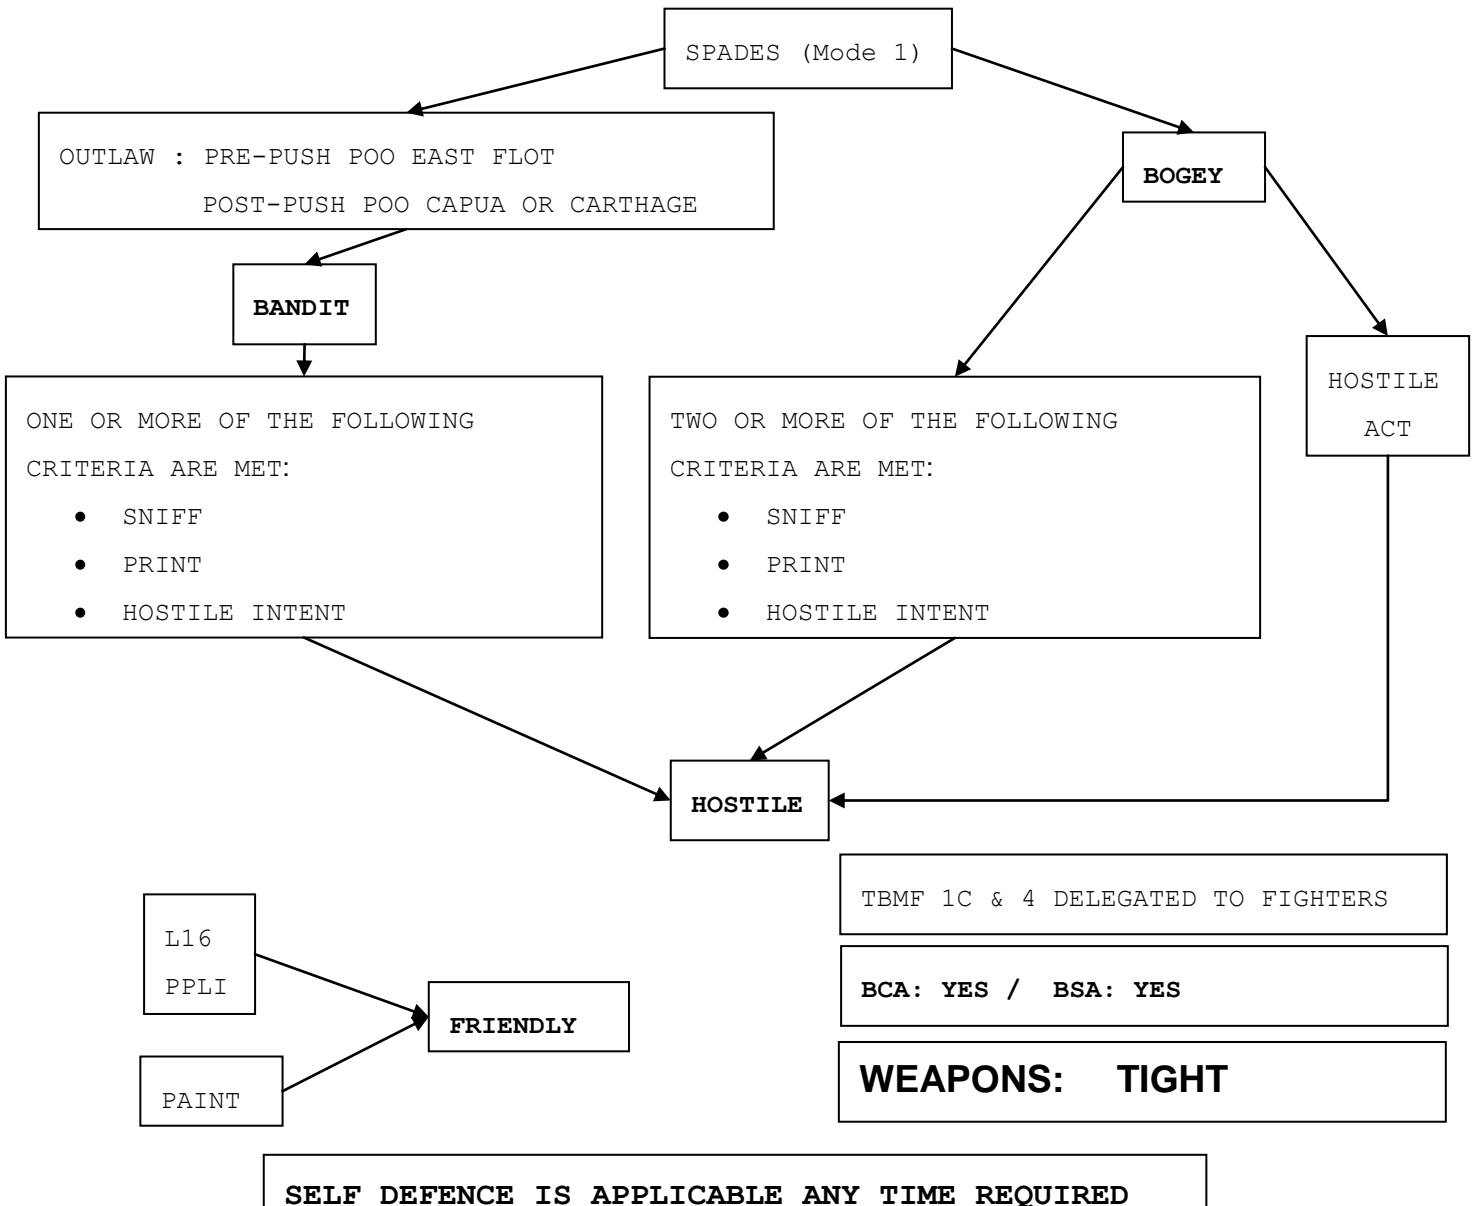 SPADES (Mode 1)
OUTLAW : PRE-PUSH POO EAST FLOT
POST-PUSH POO CAPUA OR CARTHAGE
BOGEY
BANDIT
HOSTILE
ACT
ONE OR MORE OF THE FOLLOWING
CRITERIA ARE MET:
• SNIFF
• PRINT
• HOSTILE INTENT
TWO OR MORE OF THE FOLLOWING
CRITERIA ARE MET:
• SNIFF
• PRINT
• HOSTILE INTENT
HOSTILE
TBMF 1C & 4 DELEGATED TO FIGHTERS
L16
PPLI
BCA: YES / BSA: YES
FRIENDLY
WEAPONS: TIGHT
PAINT
SELF DEFENCE IS APPLICABLE ANY TIME REQUIRED